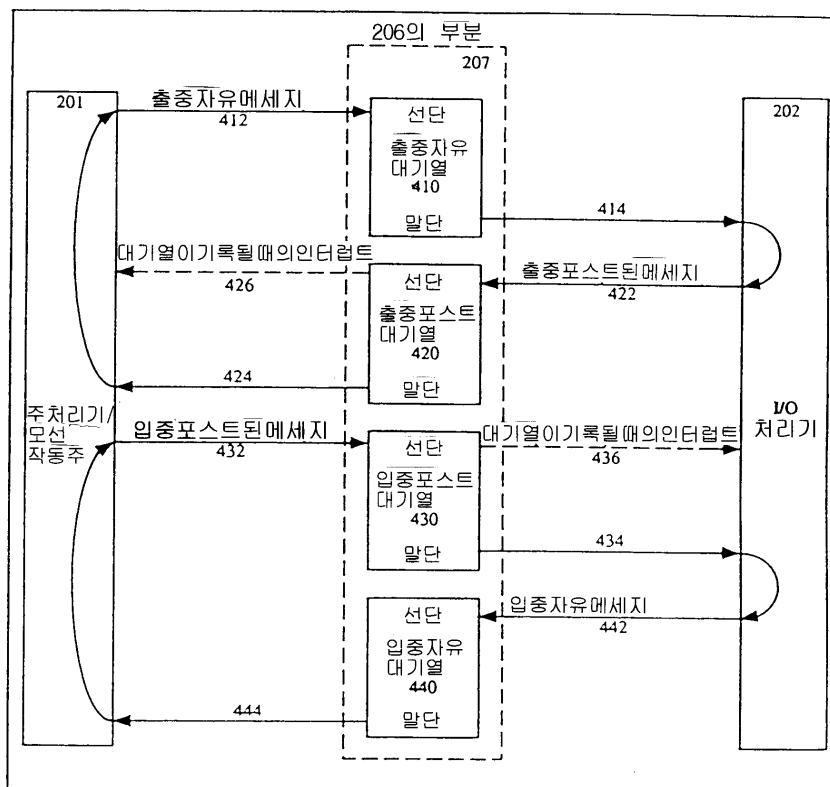 206의 부분
207
201
202
출중자유메세지
412
선단
출중자유
대기열
410
말단
414
대기열이기록될때의인터럽트
426
출중포스트된메세지
422
선단
출중포스트
대기열
420
말단
424
주처리기/
모선
작동주
I/O
처리기
입중포스트된메세지
432
대기열이기록될때의인터럽트
436
선단
입중포스트
대기열
430
말단
434
입중자유메세지
442
선단
입중자유
대기열
440
말단
444